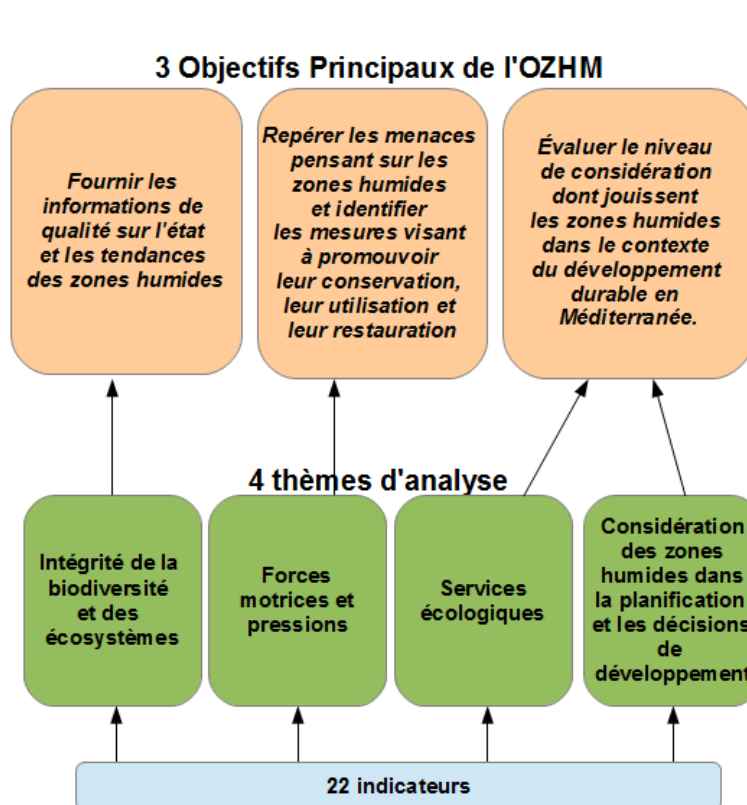 3 Objectifs Principaux de l'OZHM
Fournir les
informations de
qualité sur l'état
et les tendances
des zones humides
Repérer les menaces
pensant sur les
zones humides
et identifier
les mesures visant
à promouvoir
leur conservation,
leur utilisation et
leur restauration
Évaluer le niveau
de considération
dont jouissent
les zones humides
dans le contexte
du développement
durable en
Méditerranée.
4 thèmes d'analyse
Intégrité de la
biodiversité
et des
écosystèmes
Forces
motrices et
pressions
Services
écologiques
Considération
des zones
humides dans
la planification
et les décisions
de
développement
22 indicateurs